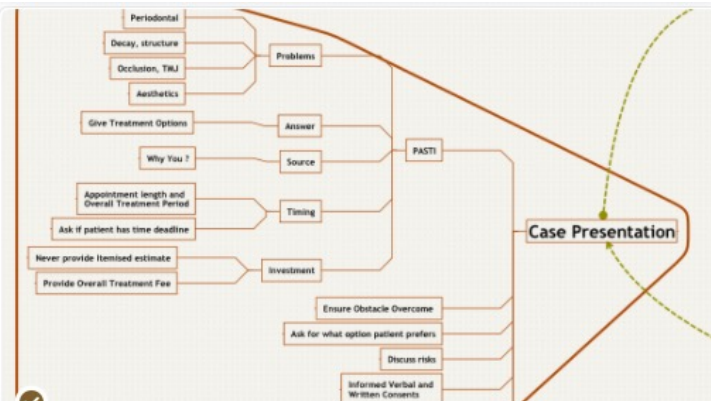 Periodontal
Decay, structure
Occlusion, TMJ
Aesthetics
Problems
Give Treatment Options
Answer
Why You ?
Source
Appointment length and
Overall Treatment Period
Ask if patient has time deadline
Timing
Never provide itemised estimate
Provide Overall Treatment Fee
Investment
PASTI
Case Presentation
Ensure Obstacle Overcome
Ask for what option patient prefers
Discuss risks
Informed Verbal and
Written Consents